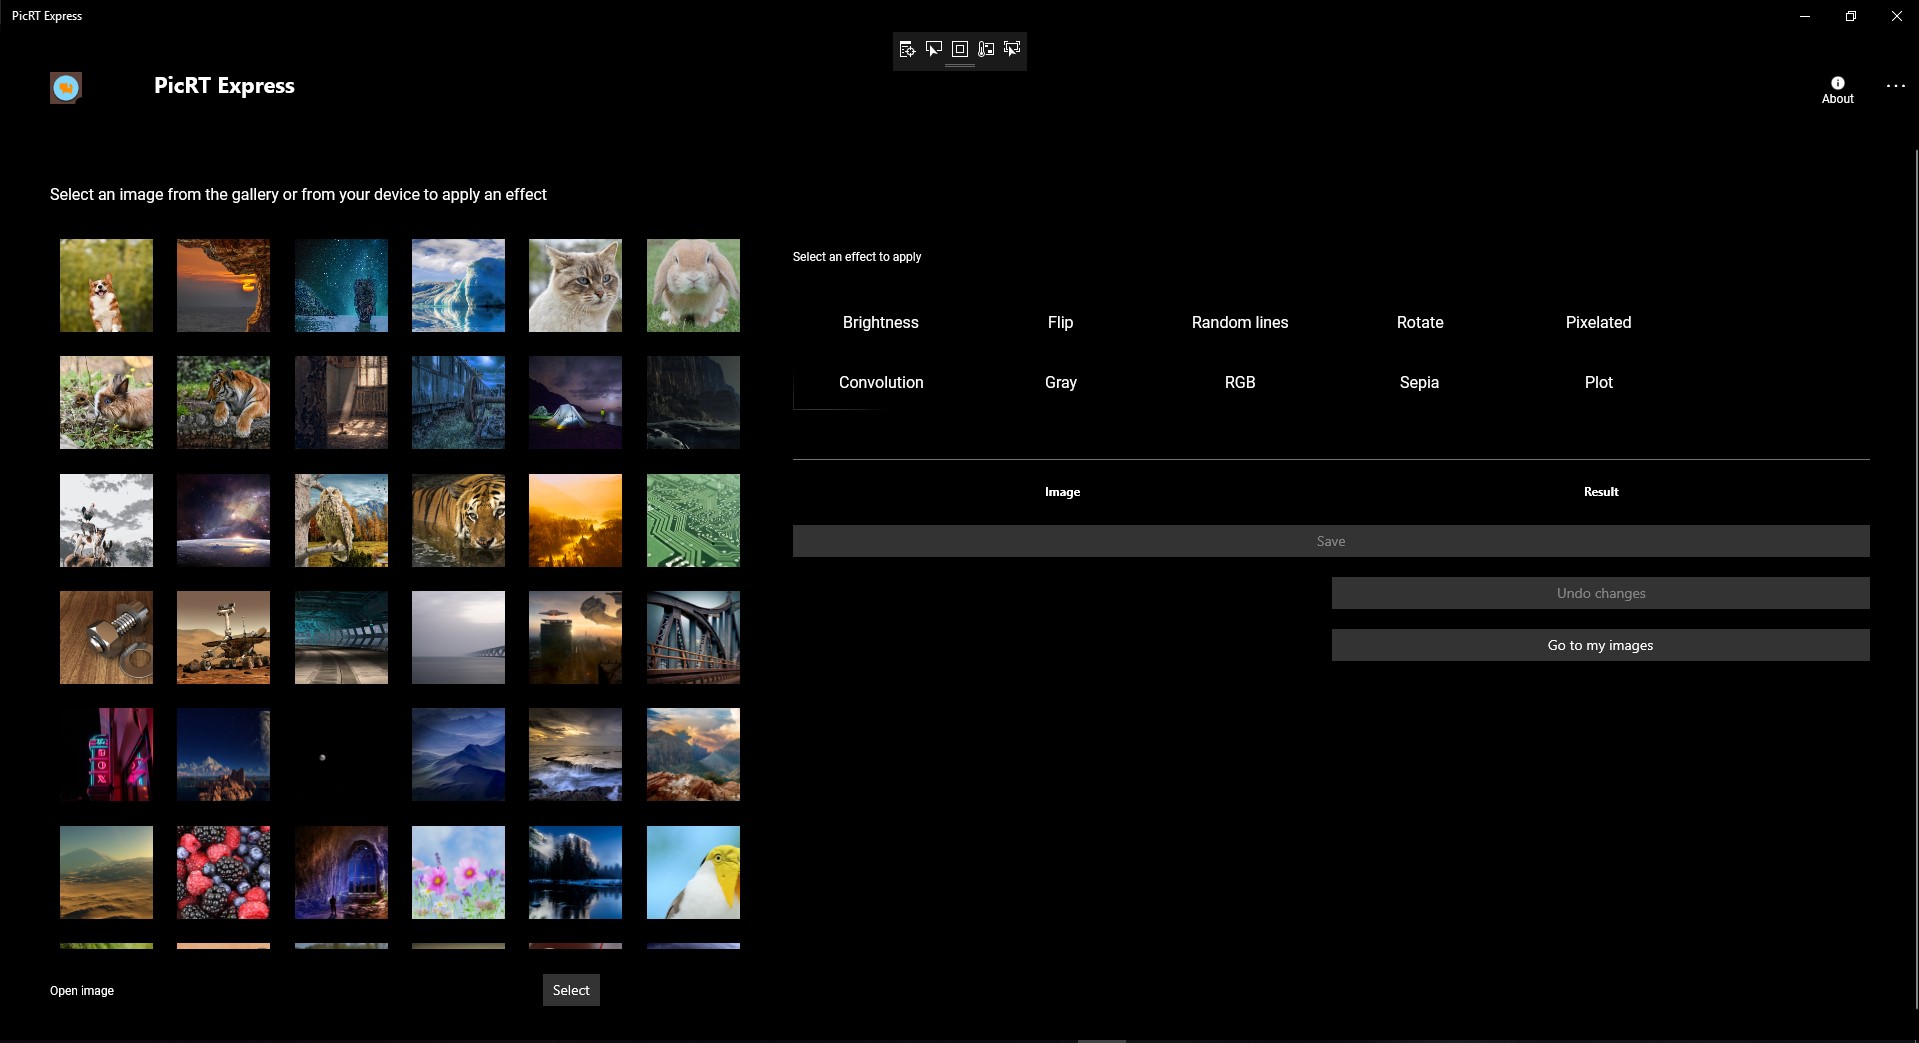 PicRT Express
PicRT Express
About
Select an image from the gallery or from your device to apply an effect
Select an effect to apply
Brightness
Flip
Random lines
Rotate
Pixelated
Convolution
Gray
RGB
Sepia
Plot
Image
Result
Save
Undo changes
Go to my images
Open image
Select